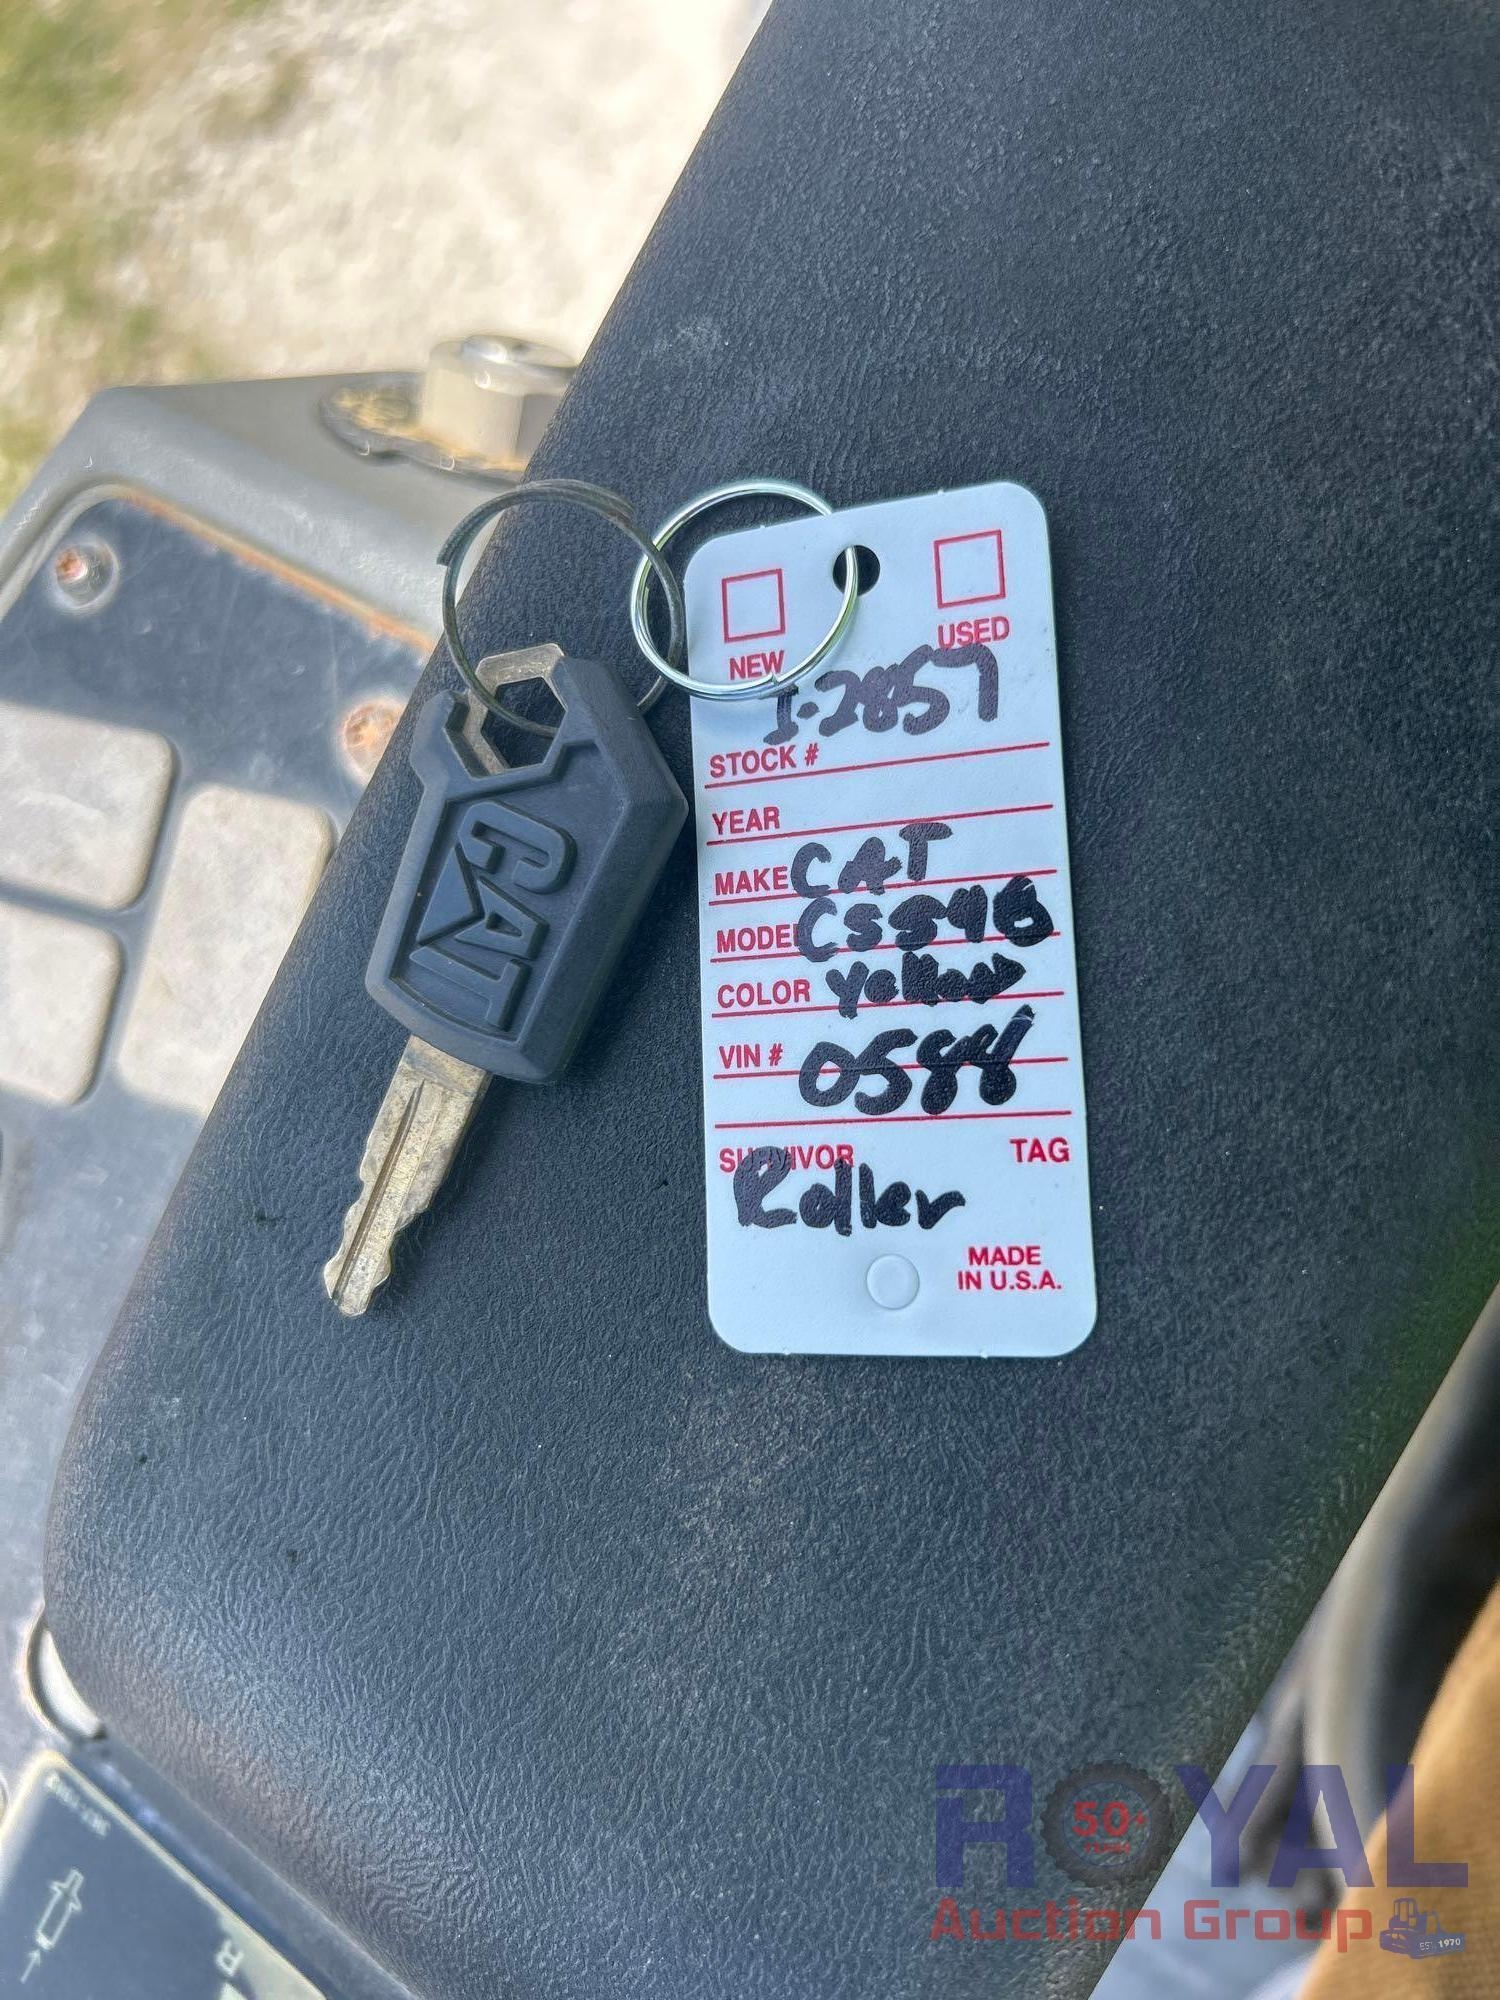 NEW USED
I-2857
STOCK #
YEAR
MAKE CAT
MODEL CS54B
COLOR Yellow
VIN # 0588
SURVIVOR TAG
Roller
MADE
IN U.S.A.
CAT
R
ROYAL
50+
YEARS
Auction Group
EST. 1970